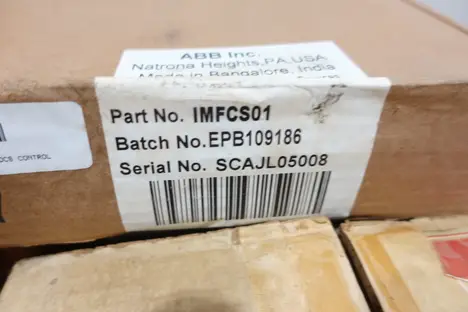 ABB Inc.
Natrona Heights, PA, USA
Made in Bangalore, India
Part No. IMFCS01
Batch No.EPB109186
Serial No. SCAJL05008
OCS CONTROL